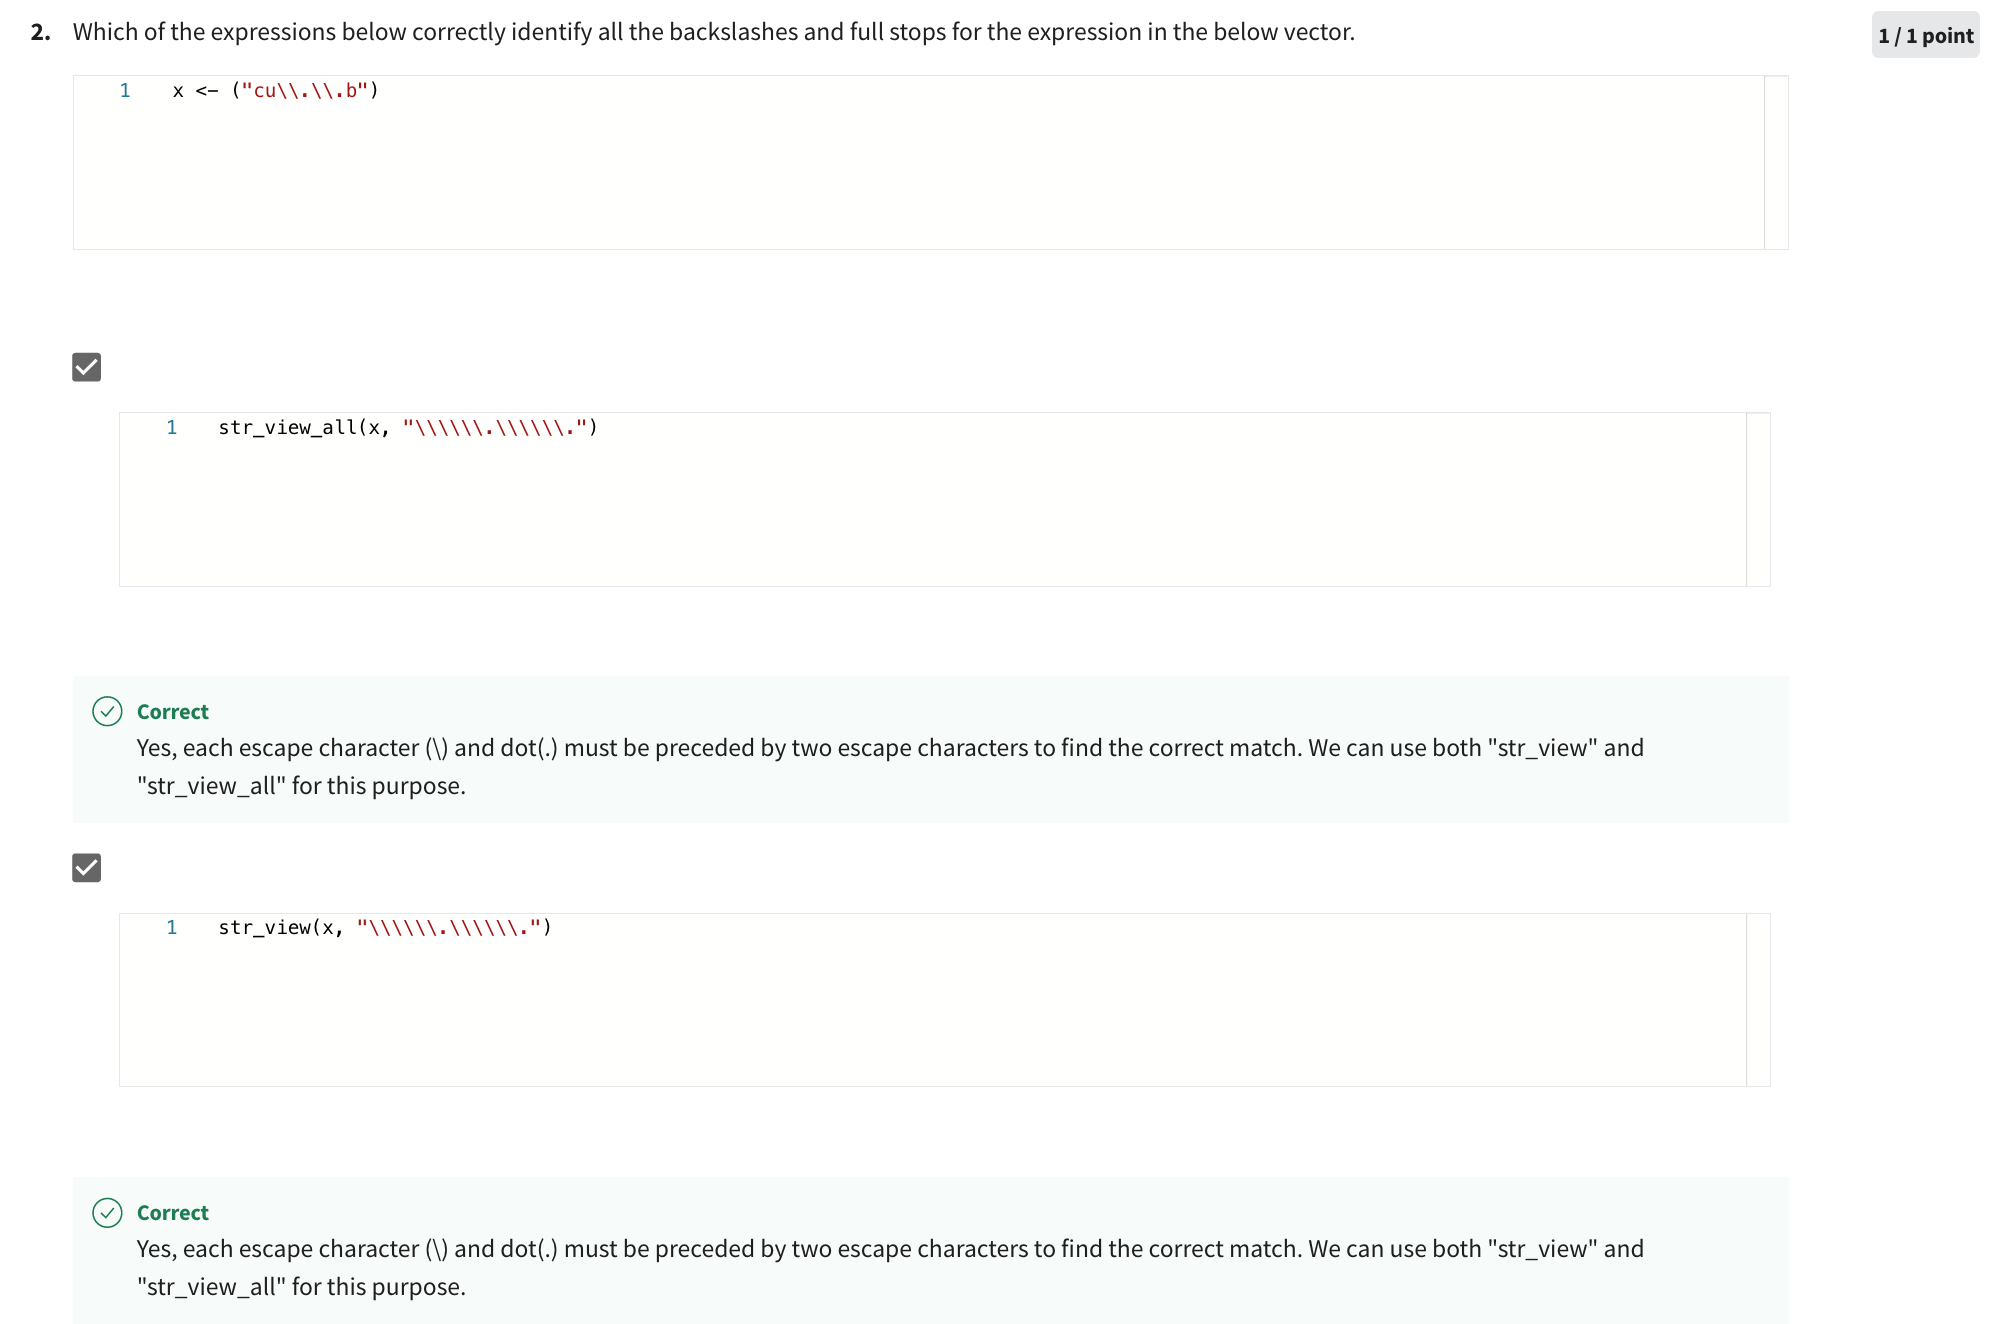 2. Which of the expressions below correctly identify all the backslashes and full stops for the expression in the below vector.
1 / 1 point
1 x <- ("cu\\.\\.b")
1 str_view_all(x, "\\\\\\.\\\\\\.")
Correct
Yes, each escape character (\) and dot(.) must be preceded by two escape characters to find the correct match. We can use both "str_view" and
"str_view_all" for this purpose.
1 str_view(x, "\\\\\\.\\\\\\.")
Correct
Yes, each escape character (\) and dot(.) must be preceded by two escape characters to find the correct match. We can use both "str_view" and
"str_view_all" for this purpose.